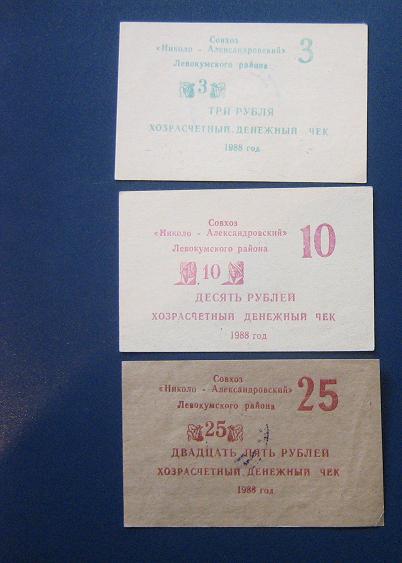 Совхоз
«Николо - Александровский»
3
Левокумского района
3
ТРИ РУБЛЯ
ХОЗРАСЧЕТНЫЙ ДЕНЕЖНЫЙ ЧЕК
1988 год
Совхоз
«Николо - Александровский»
10
Левокумского района
10
ДЕСЯТЬ РУБЛЕЙ
ХОЗРАСЧЕТНЫЙ ДЕНЕЖНЫЙ ЧЕК
1988 год
Совхоз
«Николо - Александровский»
25
Левокумского района
25
ДВАДЦАТЬ ПЯТЬ РУБЛЕЙ
ХОЗРАСЧЕТНЫЙ ДЕНЕЖНЫЙ ЧЕК
1988 год